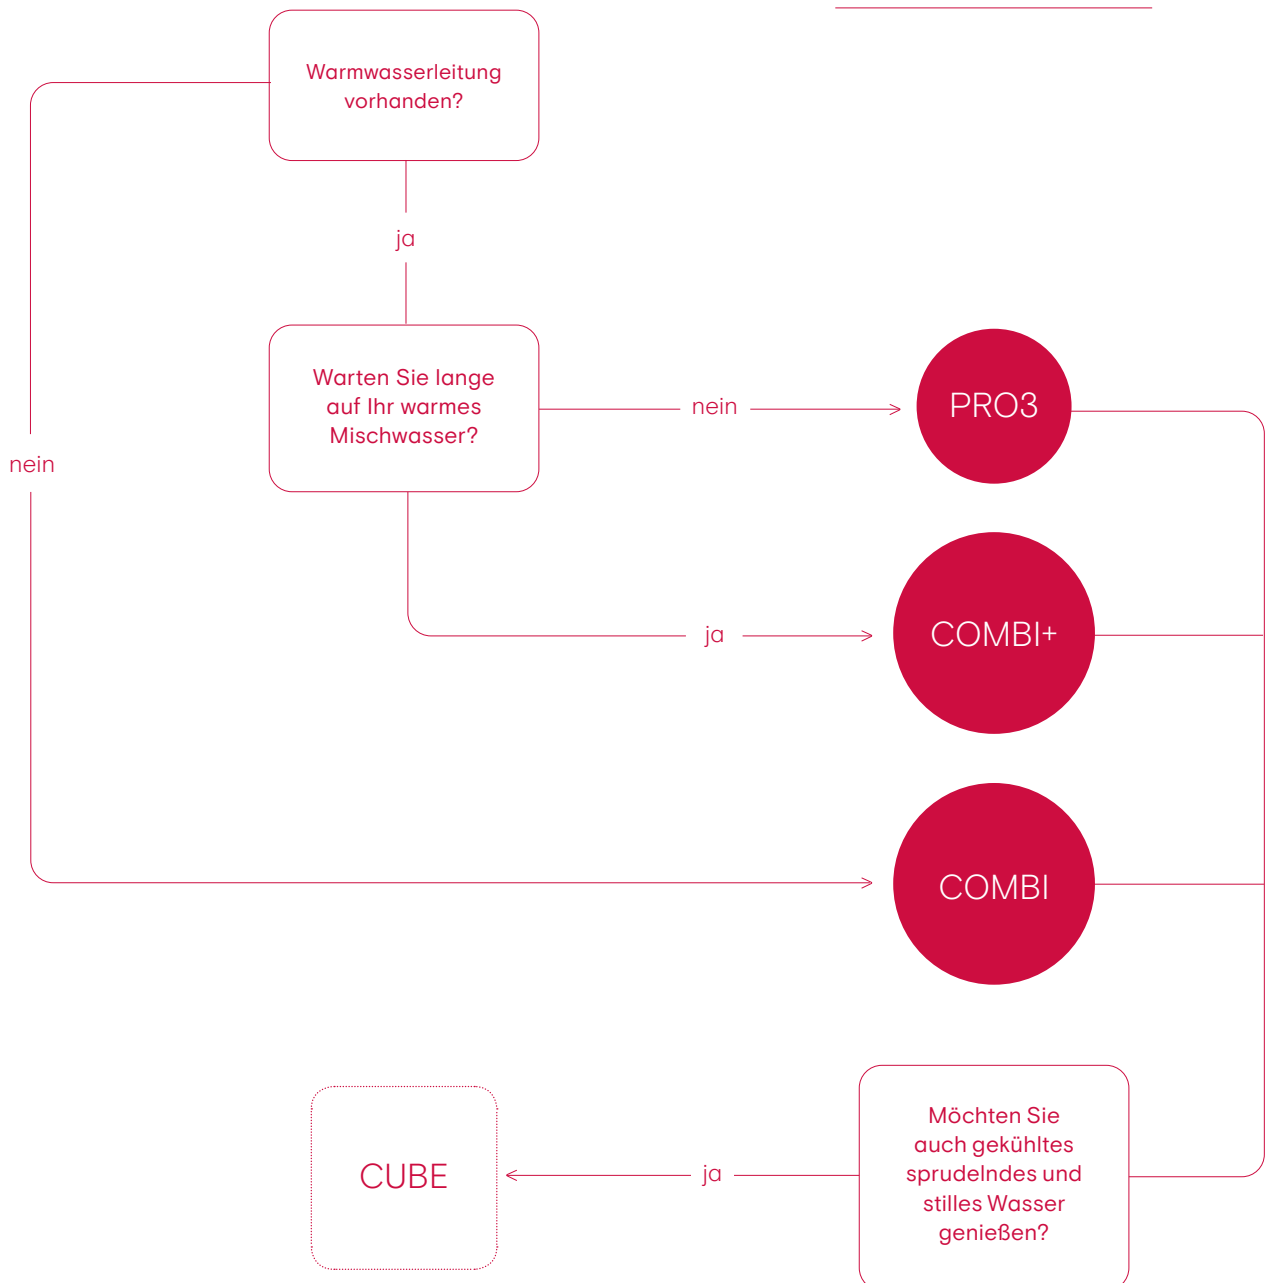 Warmwasserleitung
vorhanden?
ja
Warten Sie lange
auf Ihr warmes
Mischwasser?
nein
PRO3
nein
ja
COMBI+
COMBI
Möchten Sie
auch gekühltes
sprudelndes und
stilles Wasser
genießen?
ja
CUBE